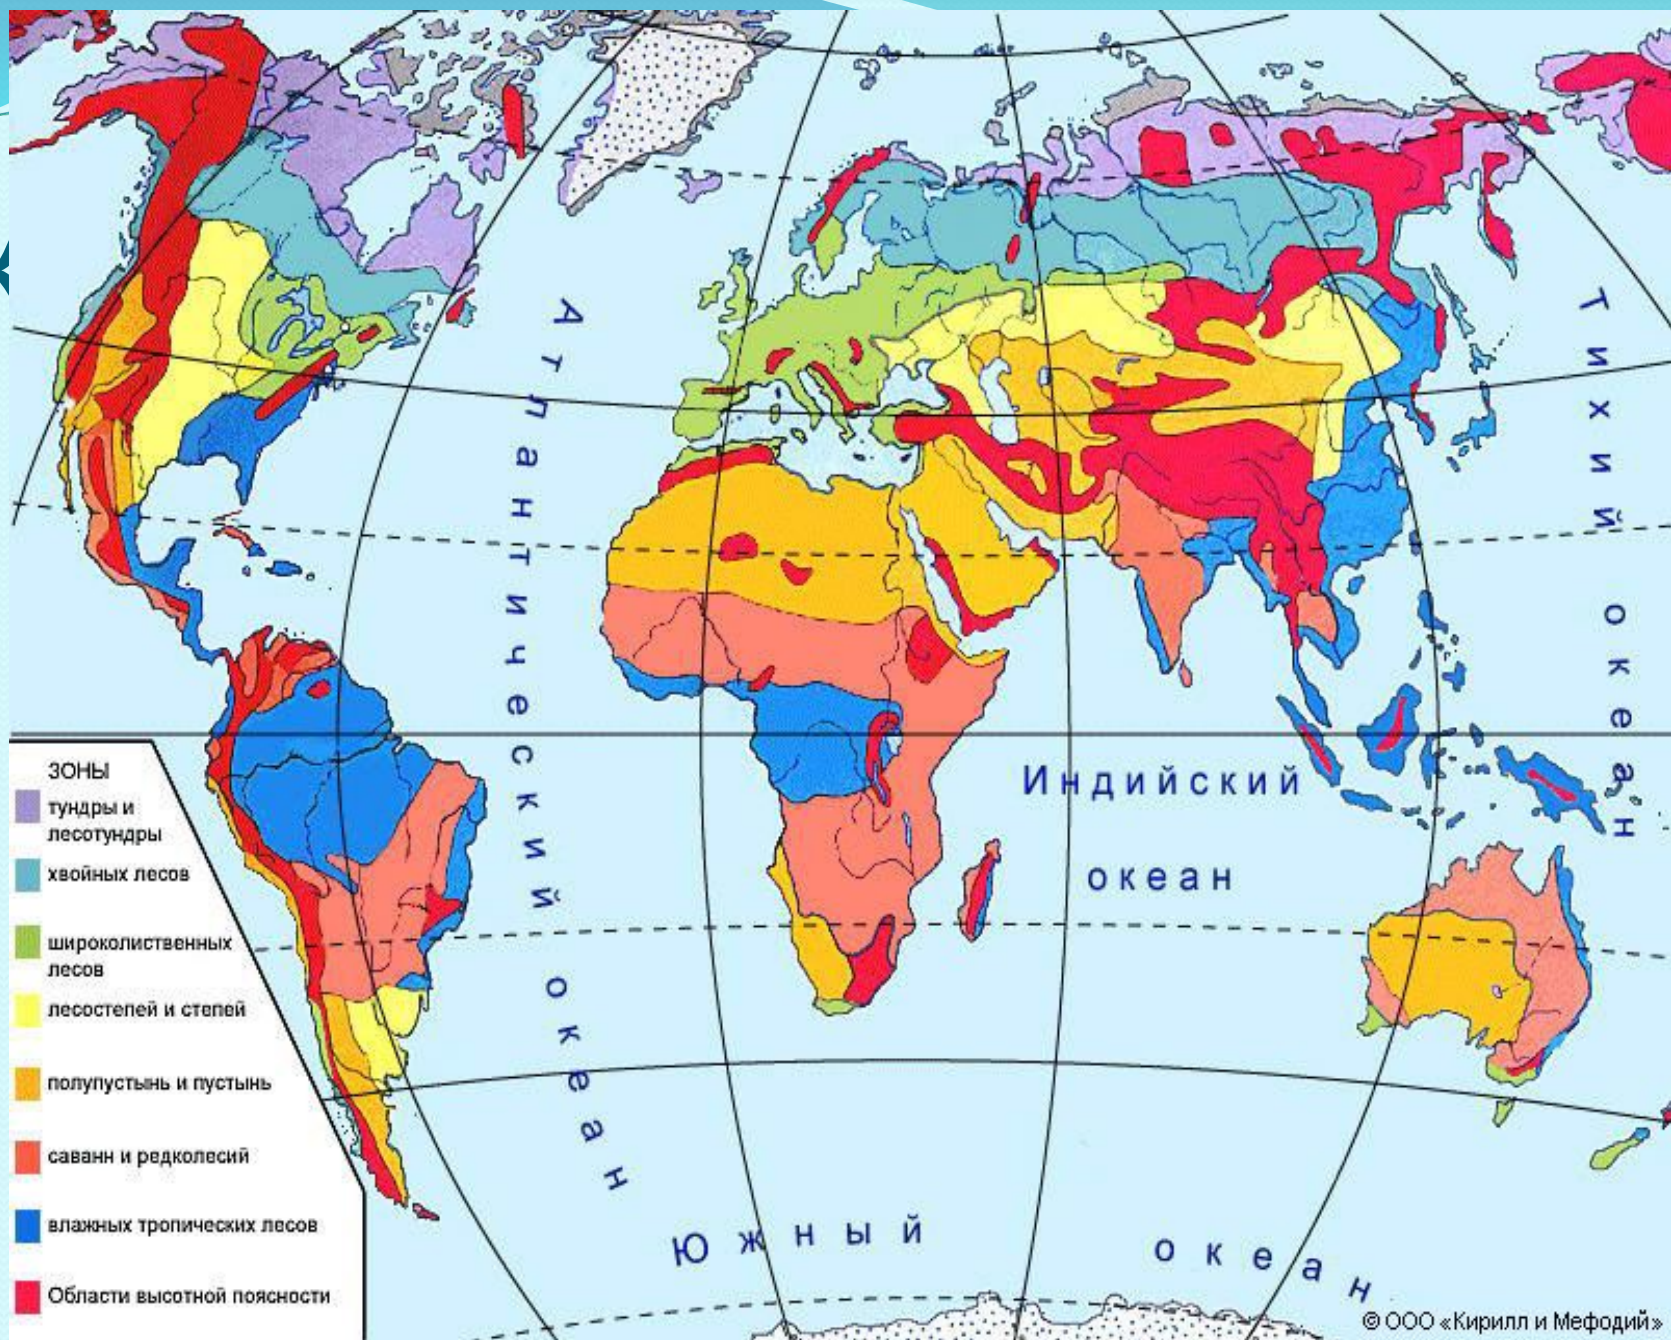 Атлантический океан
Тихий океан
Индийский
океан
Южный океан
ЗОНЫ
тундры и
лесотундры
хвойных лесов
широколиственных
лесов
лесостепей и степей
полупустынь и пустынь
саванн и редколесий
влажных тропических лесов
Области высотной поясности
© ООО «Кирилл и Мефодий»